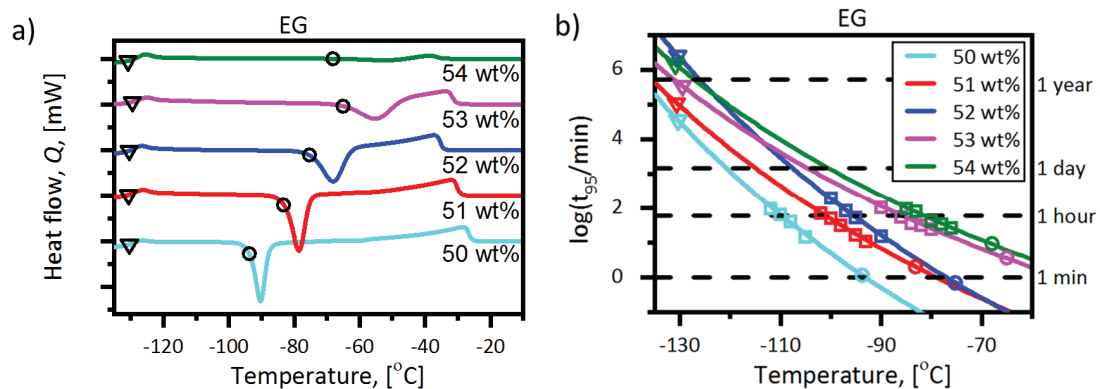 a)
EG
Heat flow, Q, [mW]
54 wt%
53 wt%
52 wt%
51 wt%
50 wt%
-120 -100 -80 -60 -40 -20
Temperature, [°C]
b)
EG
log(t95/min)
6
4
2
0
50 wt%
51 wt%
52 wt%
53 wt%
54 wt%
1 year
1 day
1 hour
1 min
-130 -110 -90 -70
Temperature, [°C]